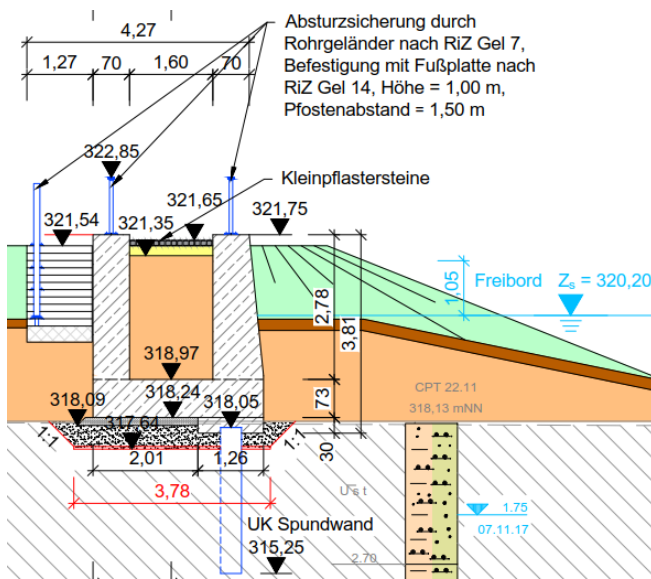 4,27
1,27 70 1,60 70
Absturzsicherung durch
Rohrgeländer nach RiZ Gel 7,
Befestigung mit Fußplatte nach
RiZ Gel 14, Höhe = 1,00 m,
Pfostenabstand = 1,50 m
322,85
Kleinpflastersteine
321,65
321,54
321,35
321,75
1,05
Freibord Zs = 320,20
2,78
3,81
318,97
73
318,24
318,09
318,05
317,64
1:1
1:1
30
2,01 1,26
3,78
CPT 22.11
318,13 mNN
U s t
1.75
07.11.17
UK Spundwand
315,25
2.70